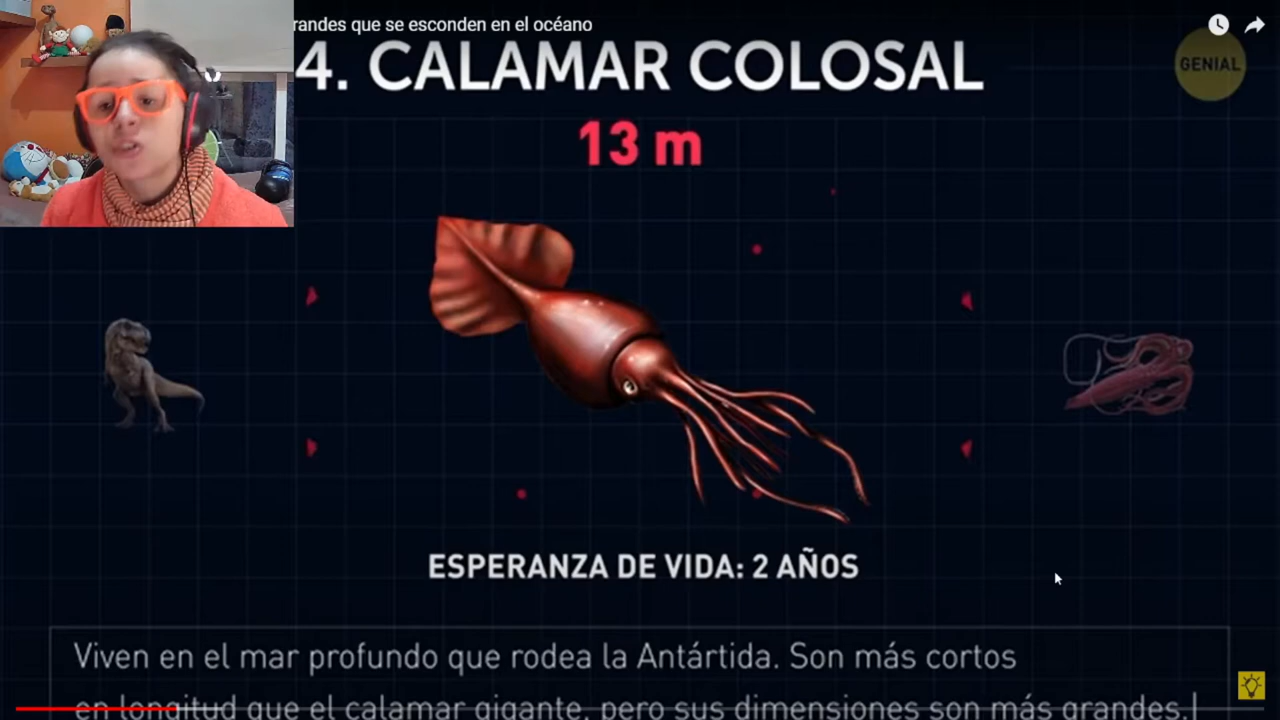 randes que se esconden en el océano
4. CALAMAR COLOSAL
GENIAL
13 m
ESPERANZA DE VIDA: 2 AÑOS
Viven en el mar profundo que rodea la Antártida. Son más cortos
en longitud que el calamar gigante, pero sus dimensiones son más grandes.